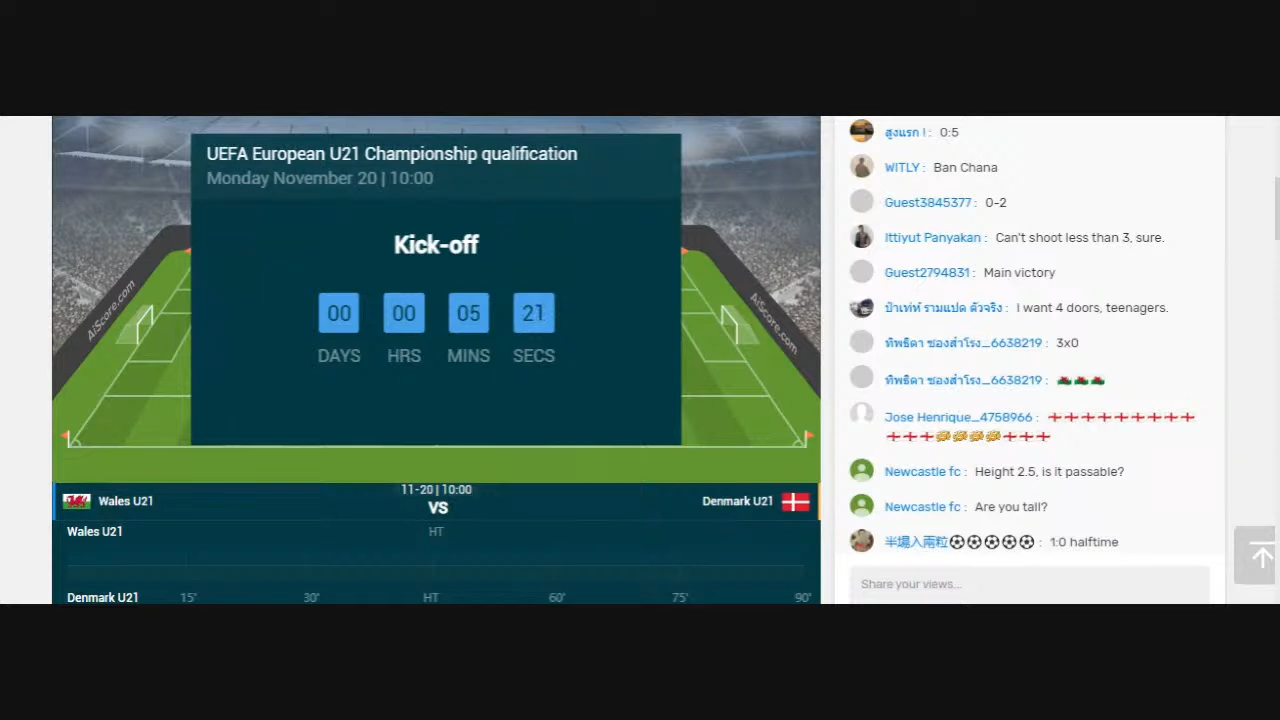 UEFA European U21 Championship qualification
Monday November 20 | 10:00
Kick-off
00 00 05 21
DAYS HRS MINS SECS
AiScore.com
AiScore.com
11-20 | 10:00
Wales U21 VS Denmark U21
Wales U21 HT
Denmark U21 15' 30' HT 60' 75' 90'
สูงแรก ! : 0:5
WITLY : Ban Chana
Guest3845377 : 0-2
Ittiyut Panyakan : Can't shoot less than 3, sure.
Guest2794831 : Main victory
ป๋าเท่ห์ รามแปด ตัวจริง : I want 4 doors, teenagers.
ทิพธิดา ชองสำโรง_6638219 : 3x0
ทิพธิดา ชองสำโรง_6638219 : 🏴󠁧󠁢󠁷󠁬󠁳󠁿🏴󠁧󠁢󠁷󠁬󠁳󠁿🏴󠁧󠁢󠁷󠁬󠁳󠁿
Jose Henrique_4758966 :
Newcastle fc : Height 2.5, is it passable?
Newcastle fc : Are you tall?
半場入兩粒⚽⚽⚽⚽⚽ : 1:0 halftime
Share your views...